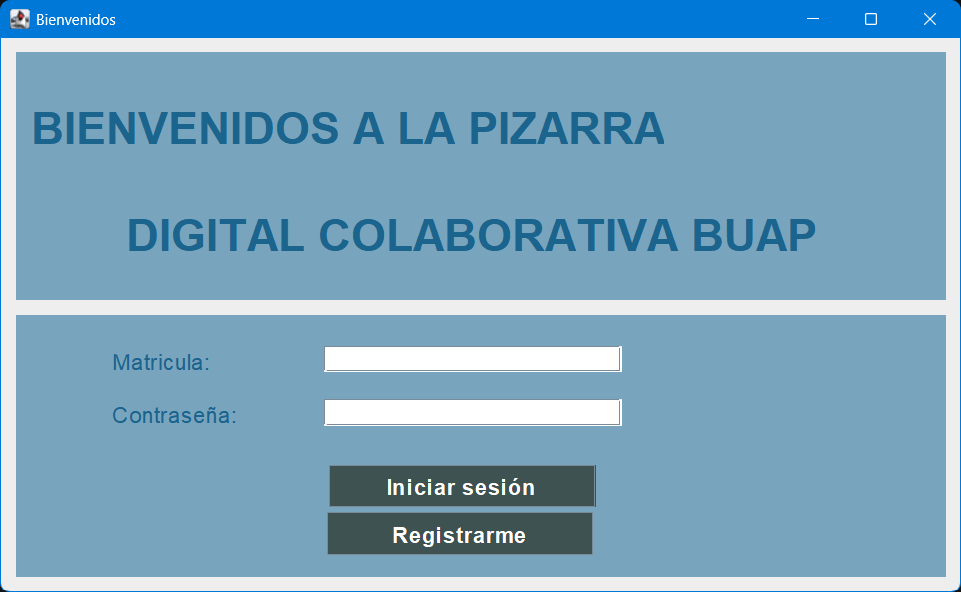 Bienvenidos
BIENVENIDOS A LA PIZARRA
DIGITAL COLABORATIVA BUAP
Matricula:
Contraseña:
Iniciar sesión
Registrarme